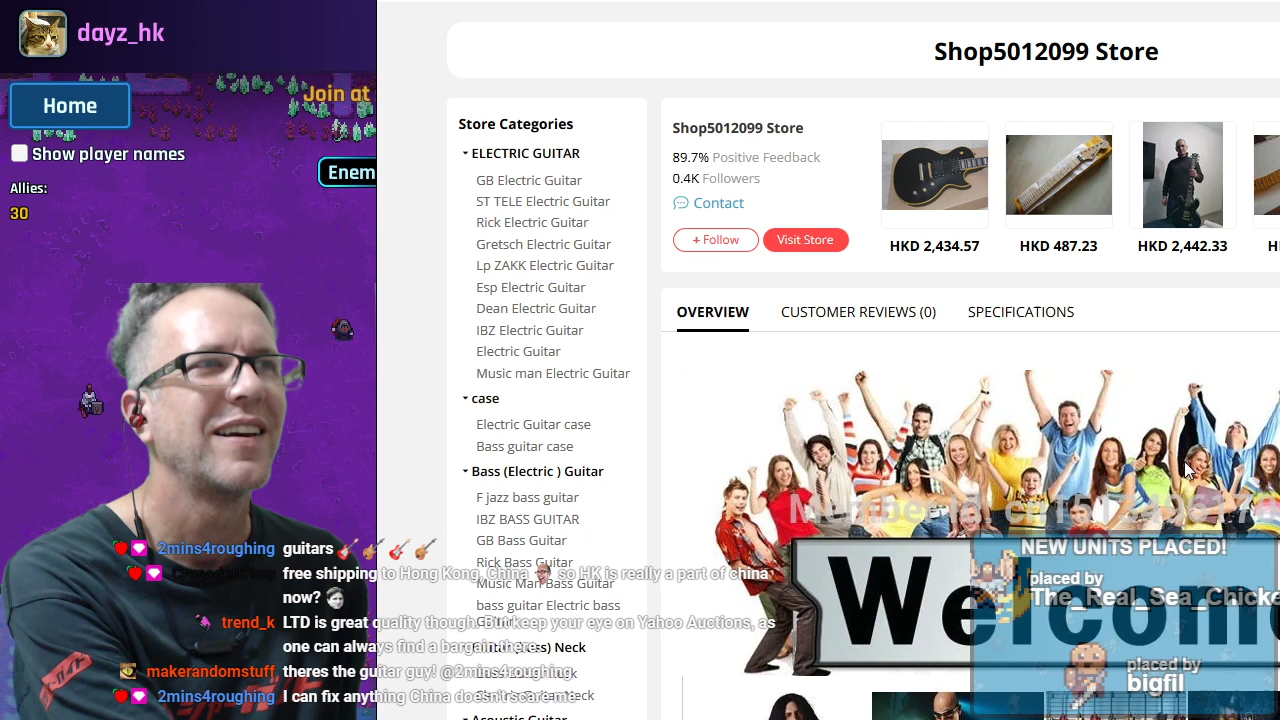 dayz_hk
Home
Join at
Show player names
Enem
Allies:
30
Shop5012099 Store
Store Categories
ELECTRIC GUITAR
GB Electric Guitar
ST TELE Electric Guitar
Rick Electric Guitar
Gretsch Electric Guitar
Lp ZAKK Electric Guitar
Esp Electric Guitar
Dean Electric Guitar
IBZ Electric Guitar
Electric Guitar
Music man Electric Guitar
case
Electric Guitar case
Bass guitar case
Bass (Electric ) Guitar
F jazz bass guitar
IBZ BASS GUITAR
GB Bass Guitar
Rick Bass Guitar
Music Man Bass Guitar
bass guitar Electric bass
Neck
Shop5012099 Store
89.7% Positive Feedback
0.4K Followers
Contact
+ Follow
Visit Store
HKD 2,434.57
HKD 487.23
HKD 2,442.33
OVERVIEW
CUSTOMER REVIEWS (0)
SPECIFICATIONS
Welcom
NEW UNITS PLACED!
placed by
The_Real_Sea_Chicke
placed by
bigfil
2mins4roughing guitars
free shipping to Hong Kong, China so HK is really a part of china
now?
trend_k LTD is great quality though. But keep your eye on Yahoo Auctions, as
one can always find a bargain there
makerandomstuff theres the guitar guy! @2mins4roughing
2mins4roughing I can fix anything China doesn't scare me